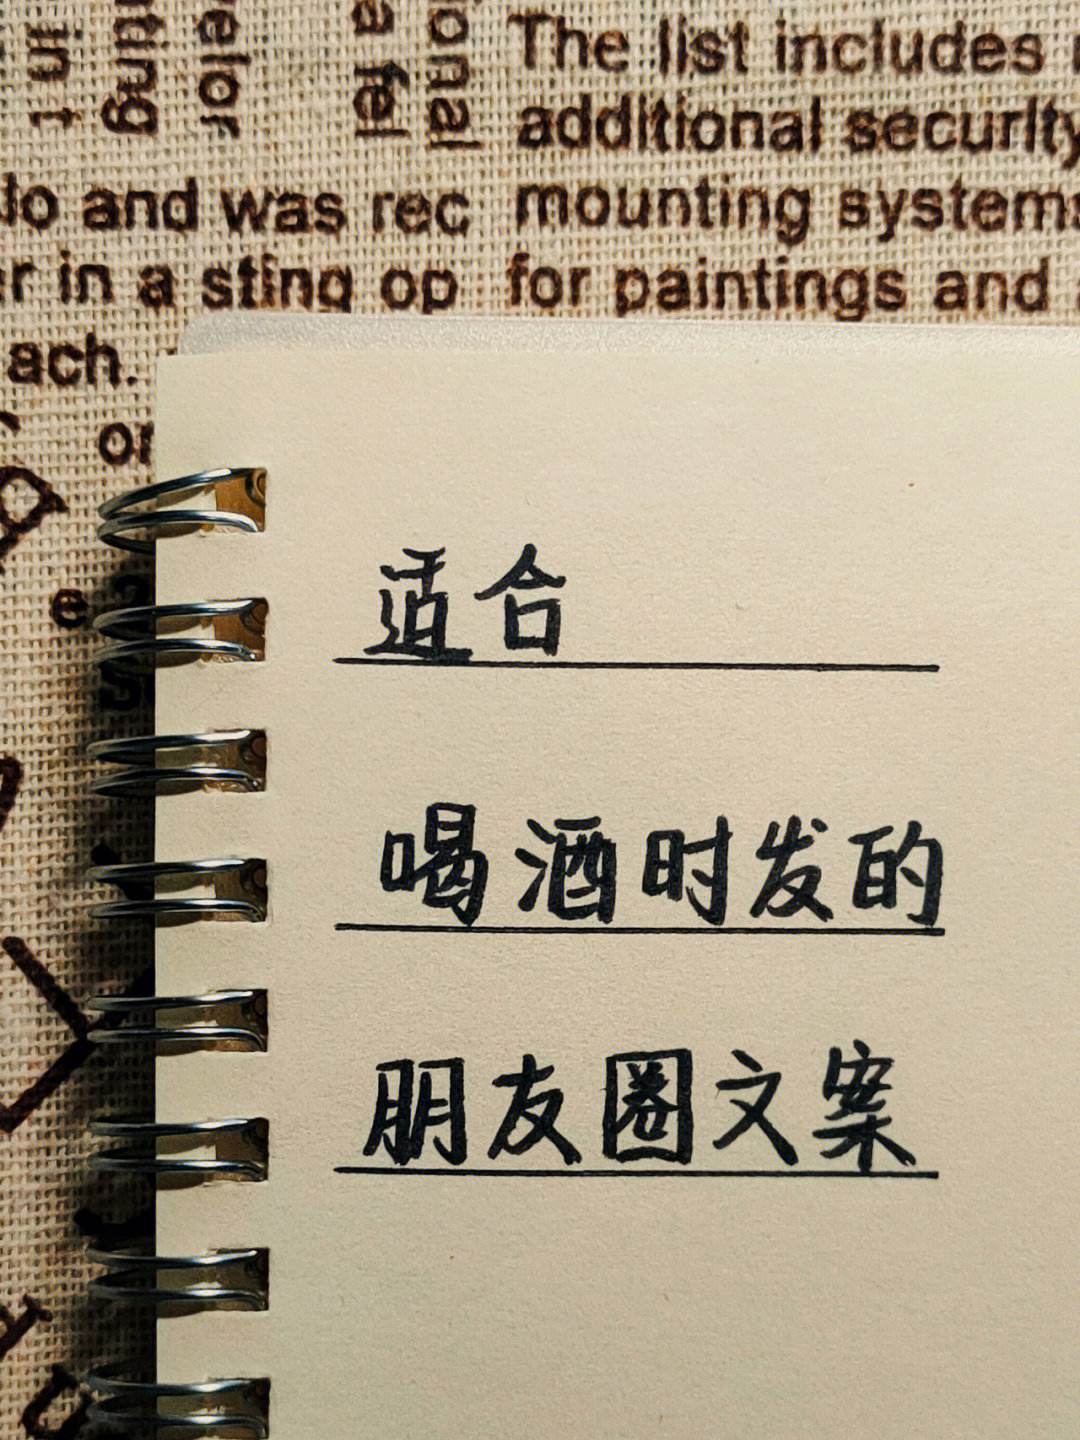 The list includes
additional security
mounting systems
for paintings and
and was rec
in a sting op
ach.
适合
喝酒时发的
朋友圈文案